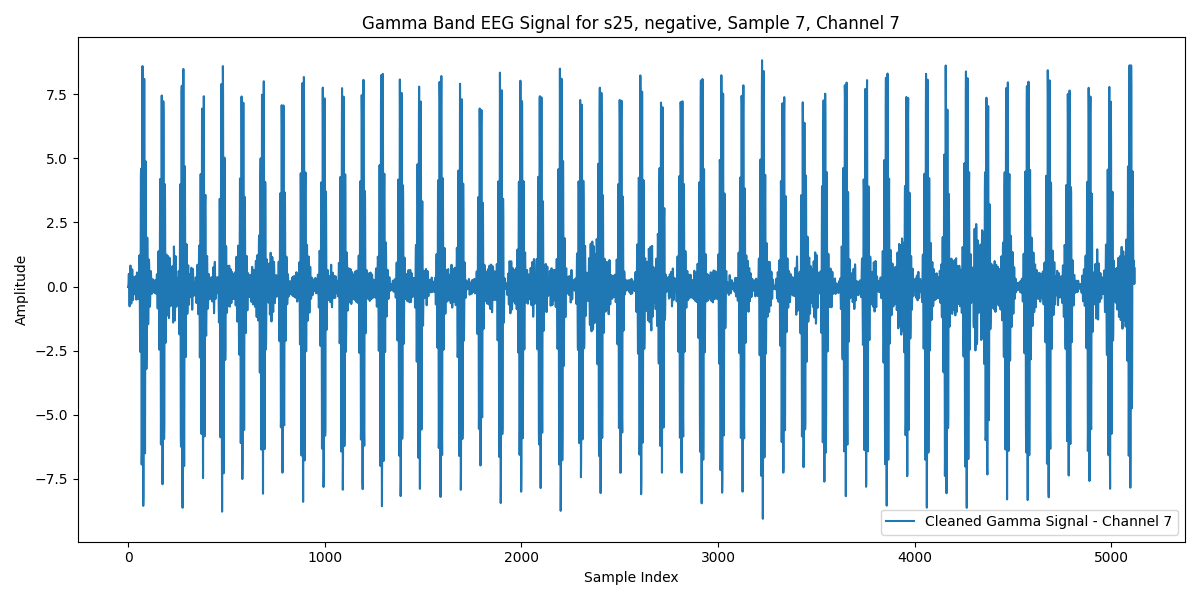 Gamma Band EEG Signal for s25, negative, Sample 7, Channel 7
Amplitude
7.5
5.0
2.5
0.0
−2.5
−5.0
−7.5
Cleaned Gamma Signal - Channel 7
0 1000 2000 3000 4000 5000
Sample Index